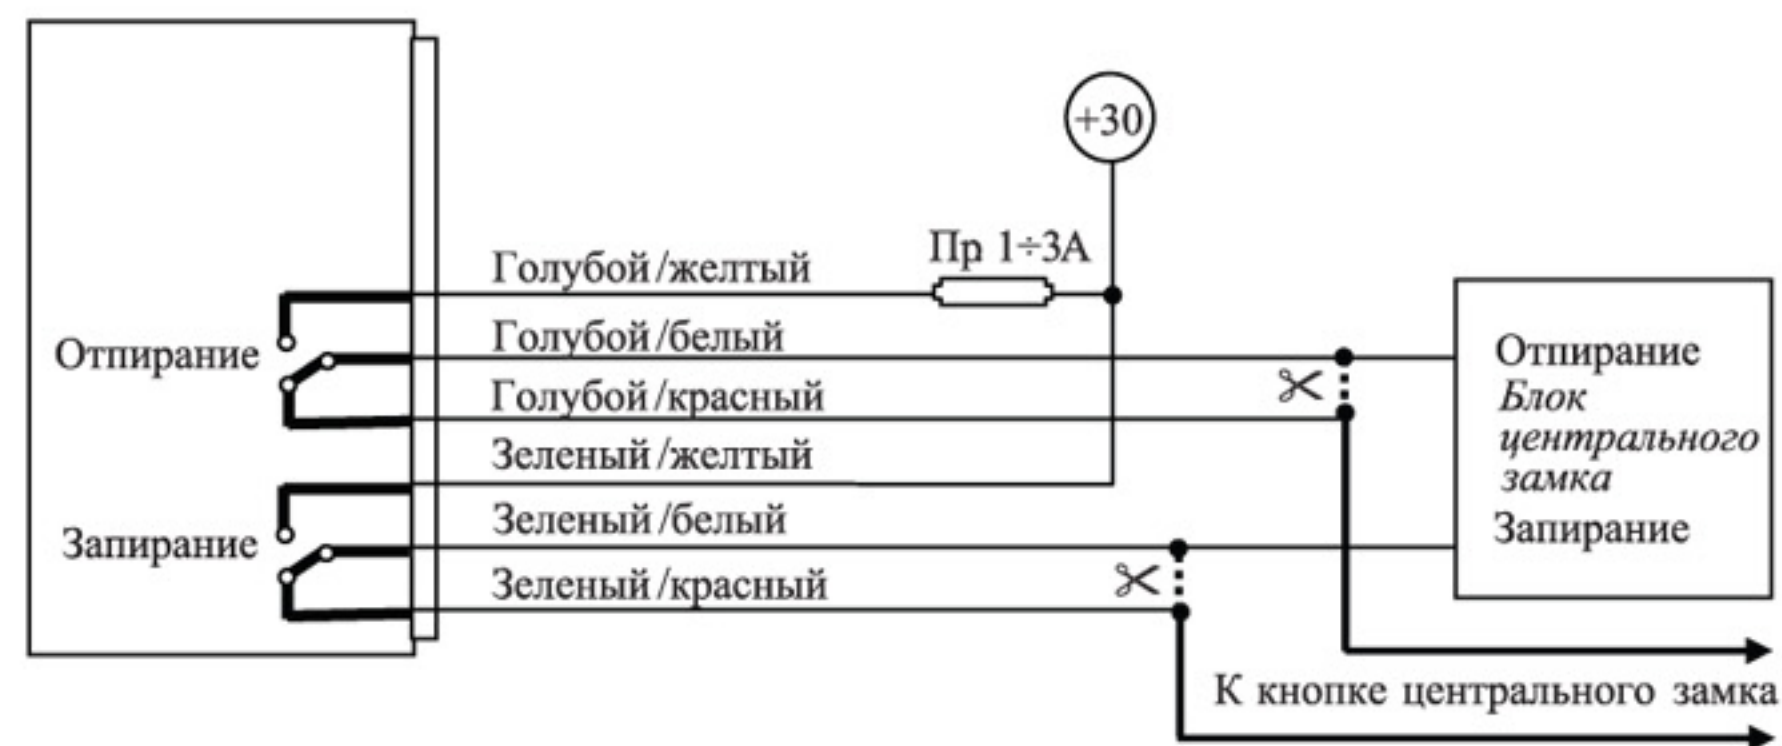 +30
Пр 1÷3А
Голубой/желтый
Голубой/белый
Отпирание
Голубой/красный
Зеленый/желтый
Зеленый/белый
Запирание
Зеленый/красный
Отпирание
Блок
центрального
замка
Запирание
К кнопке центрального замка